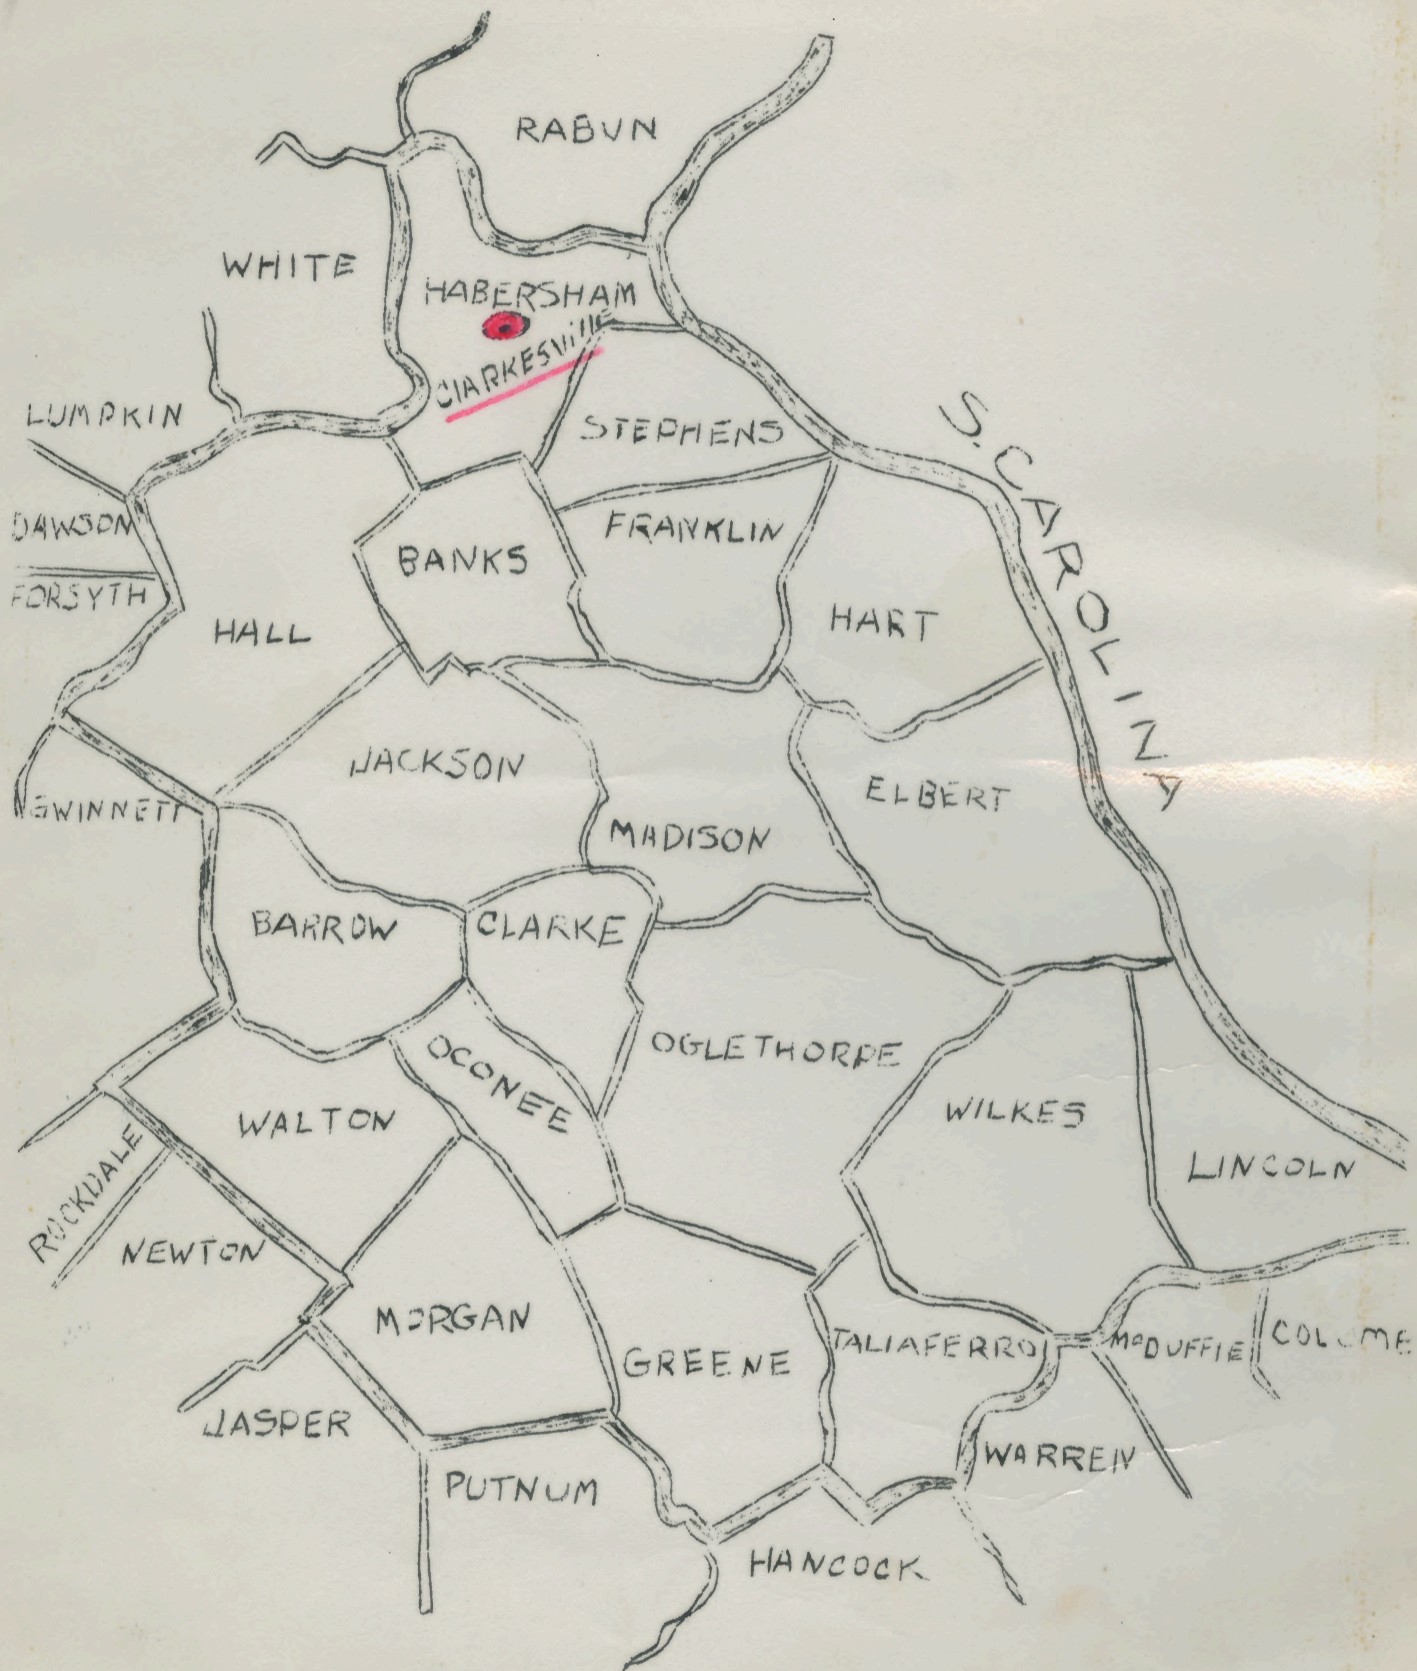 RABUN
WHITE
HABERSHAM
ClARKESVillE
LUMPKIN
STEPHENS
S. CAROLINA
DAWSON
FRANKLIN
BANKS
FORSYTH
HART
HALL
JACKSON
ELBERT
GWINNETT
MADISON
BARROW
CLARKE
OCONEE
OGLETHORPE
WALTON
WILKES
ROCKDALE
LINCOLN
NEWTON
MORGAN
TALIAFERRO
McDUFFIE
GREENE
JASPER
WARREN
PUTNUM
HANCOCK